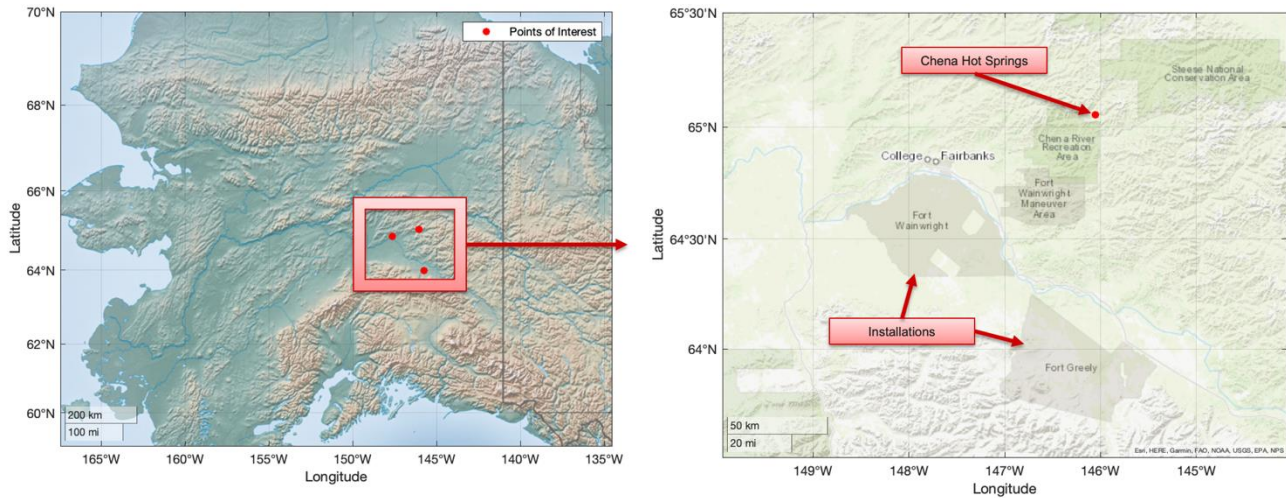 70°N
68°N
66°N
64°N
62°N
60°N
Latitude
Points of Interest
200 km
100 mi
165°W
160°W
155°W
150°W
145°W
140°W
135°W
Longitude
65°30'N
65°N
64°30'N
64°N
Latitude
Chena Hot Springs
Steese National
Conservation Area
Chena River
Recreation
Area
College
Fairbanks
Fort
Wainwright
Maneuver
Area
Fort
Wainwright
Installations
Fort Greely
50 km
20 mi
Esri, HERE, Garmin, FAO, NOAA, USGS, EPA, NPS
149°W
148°W
147°W
146°W
145°W
Longitude